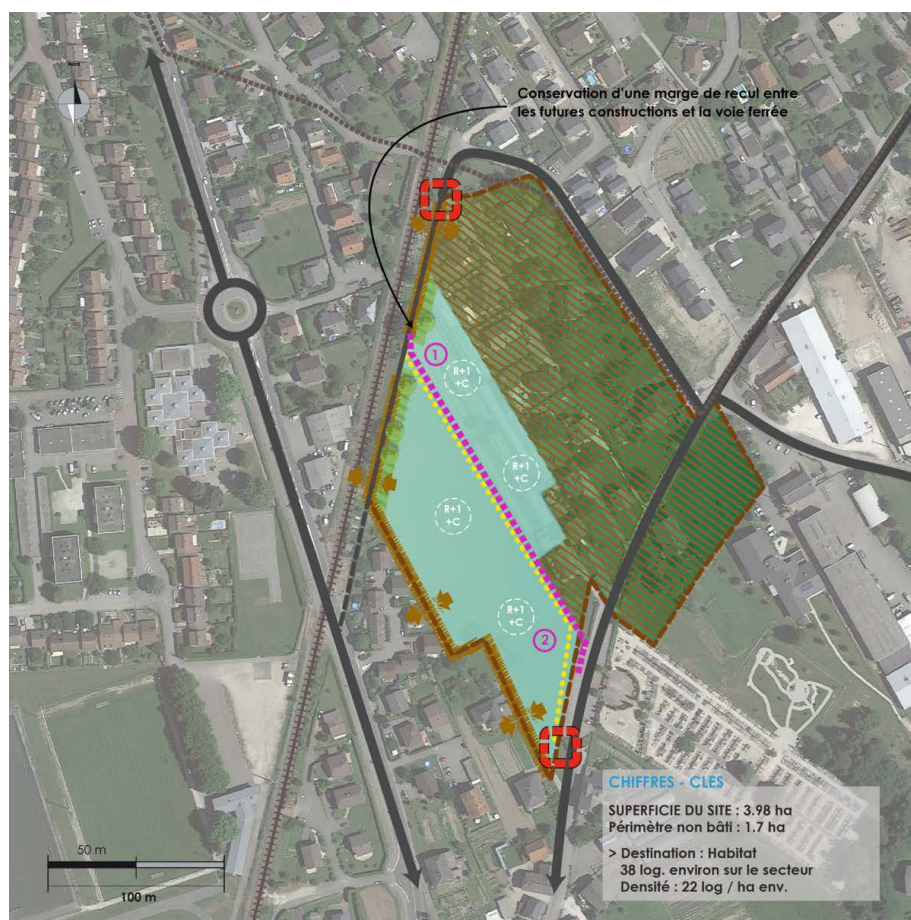 Nord
Conservation d'une marge de recul entre
les futures constructions et la voie ferrée
1
R+1
+C
R+1
+C
R+1
+C
R+1
+C
2
CHIFFRES - CLES
SUPERFICIE DU SITE : 3.98 ha
Périmètre non bâti : 1.7 ha
> Destination : Habitat
38 log. environ sur le secteur
Densité : 22 log / ha env.
50 m
100 m